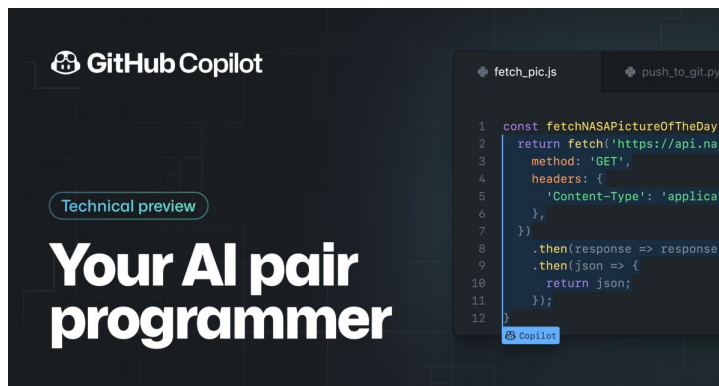 GitHub Copilot
Technical preview
Your AI pair
programmer
fetch_pic.js
push_to_git.py
1 const fetchNASAPictureOfTheDay
2 return fetch('https://api.na
3 method: 'GET',
4 headers: {
5 'Content-Type': 'applica
6 },
7 })
8 .then(response => response
9 .then(json => {
10 return json;
11 });
12 }
Copilot